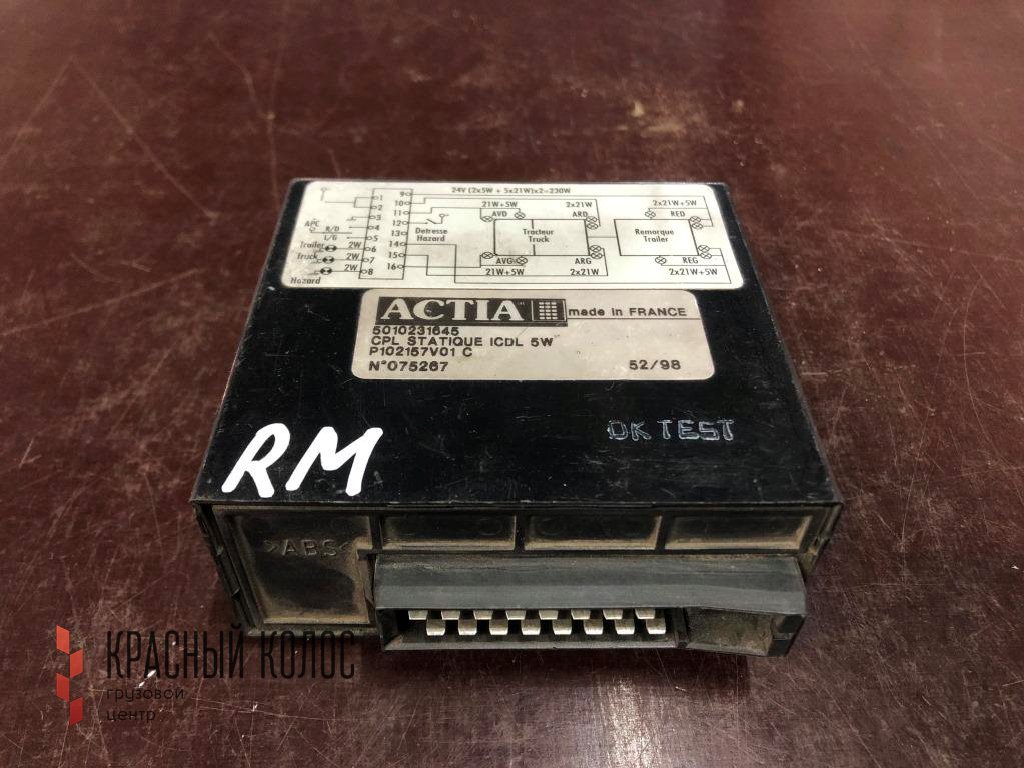 24V (2x5W + 5x21W)x2=230W
1 9
2 10
3 11
4 12
5 13
6 14
7 15
8 16
APC
R/D
L/G
Trailer 2W
Truck 2W
2W
Hazard
Detresse
Hazard
21W+5W 2x21W 2x21W+5W
AVD ARD RED
Tracteur
Truck
Remorque
Trailer
AVG ARG REG
21W+5W 2x21W 2x21W+5W
ACTIA made in FRANCE
5010231645
CPL STATIQUE ICDL 5W
P102157V01 C
N°075267 52/98
RM
OK TEST
>ABS<
КРАСНЫЙ КОЛОС
грузовой
центр